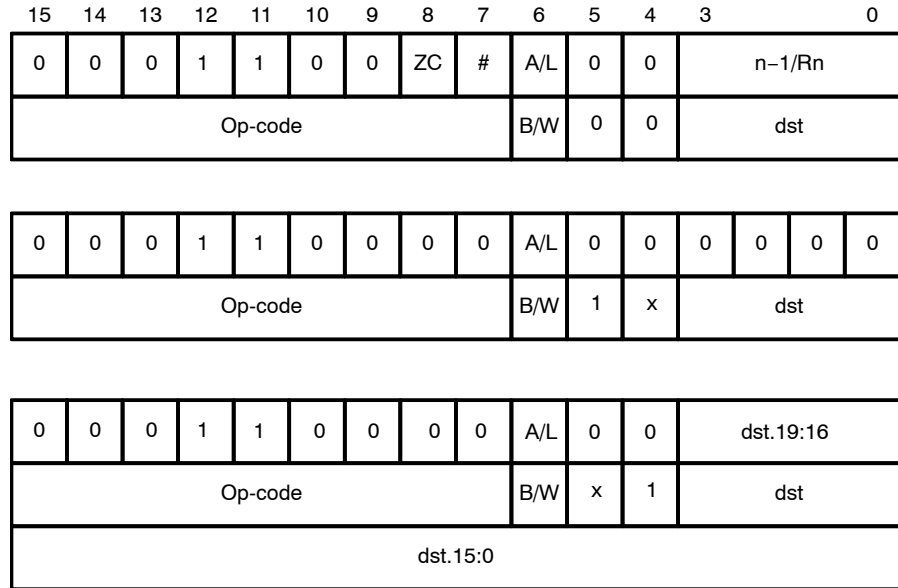 15 14 13 12 11 10 9 8 7 6 5 4 3 0
0 0 0 1 1 0 0 ZC # A/L 0 0 n−1/Rn
Op-code B/W 0 0 dst
0 0 0 1 1 0 0 0 0 A/L 0 0 0 0 0 0
Op-code B/W 1 x dst
0 0 0 1 1 0 0 0 0 A/L 0 0 dst.19:16
Op-code B/W x 1 dst
dst.15:0